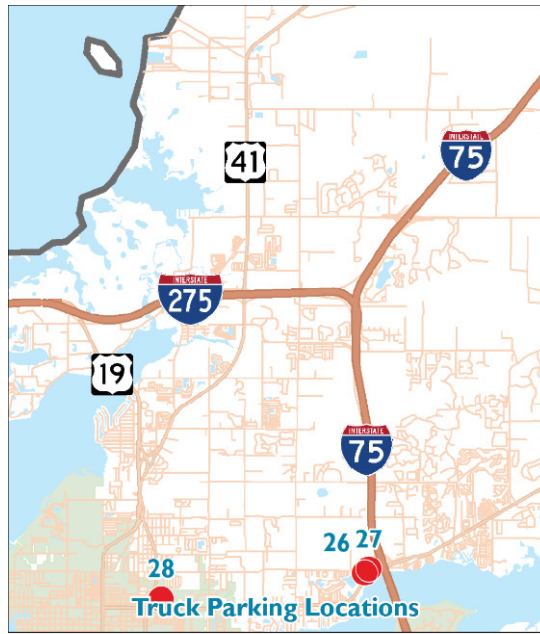 41
INTERSTATE
75
INTERSTATE
275
19
INTERSTATE
75
26 27
28
Truck Parking Locations